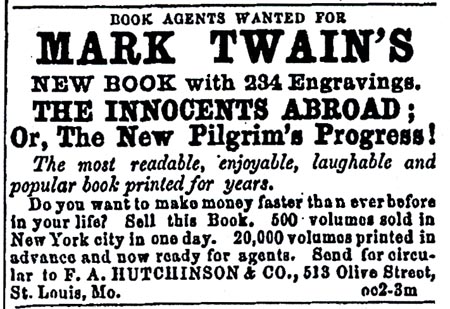 BOOK AGENTS WANTED FOR
MARK TWAIN'S
NEW BOOK with 234 Engravings.
THE INNOCENTS ABROAD;
Or, The New Pilgrim's Progress!
The most readable, enjoyable, laughable and
popular book printed for years.
Do you want to make money faster than ever before
in your life? Sell this Book. 500 volumes sold in
New York city in one day. 20,000 volumes printed in
advance and now ready for agents. Send for circu-
lar to F. A. HUTCHINSON & CO., 513 Olive Street,
St. Louis, Mo. oc2-3m